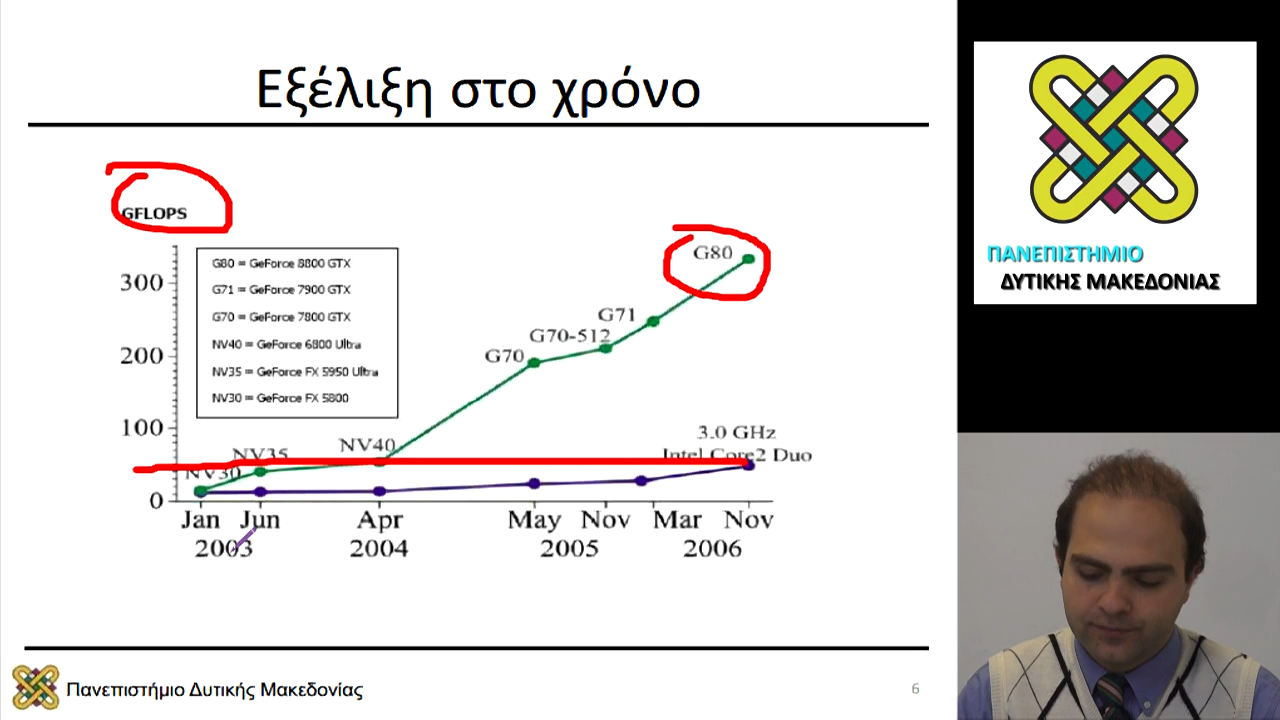 Εξέλιξη στο χρόνο
GFLOPS
G80 = GeForce 8800 GTX
G71 = GeForce 7900 GTX
G70 = GeForce 7800 GTX
NV40 = GeForce 6800 Ultra
NV35 = GeForce FX 5950 Ultra
NV30 = GeForce FX 5800
300
200
100
0
NV30
NV35
NV40
G70
G70-512
G71
G80
3.0 GHz
Intel Core2 Duo
Jan Jun Apr May Nov Mar Nov
2003 2004 2005 2006
Πανεπιστήμιο Δυτικής Μακεδονίας
6
ΠΑΝΕΠΙΣΤΗΜΙΟ
ΔΥΤΙΚΗΣ ΜΑΚΕΔΟΝΙΑΣ